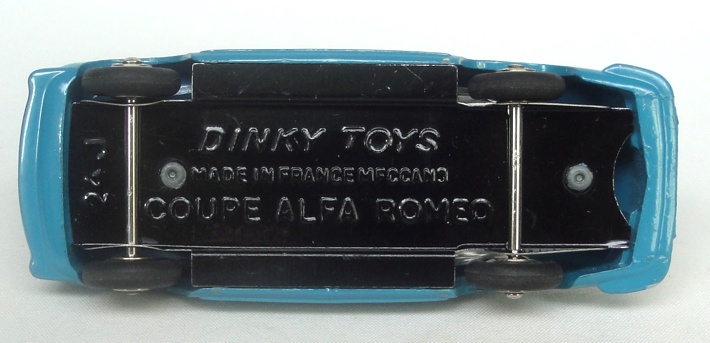 DINKY TOYS
MADE IN FRANCE MECCANO
COUPE ALFA ROMEO
24 J